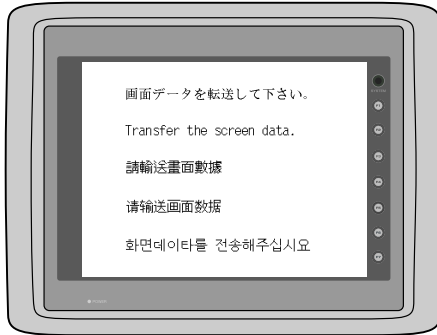 画面データを転送して下さい。
SYSTEM
Transfer the screen data.
請輸送畫面數據
请输送画面数据
화면데이타를 전송해주십시요
F7